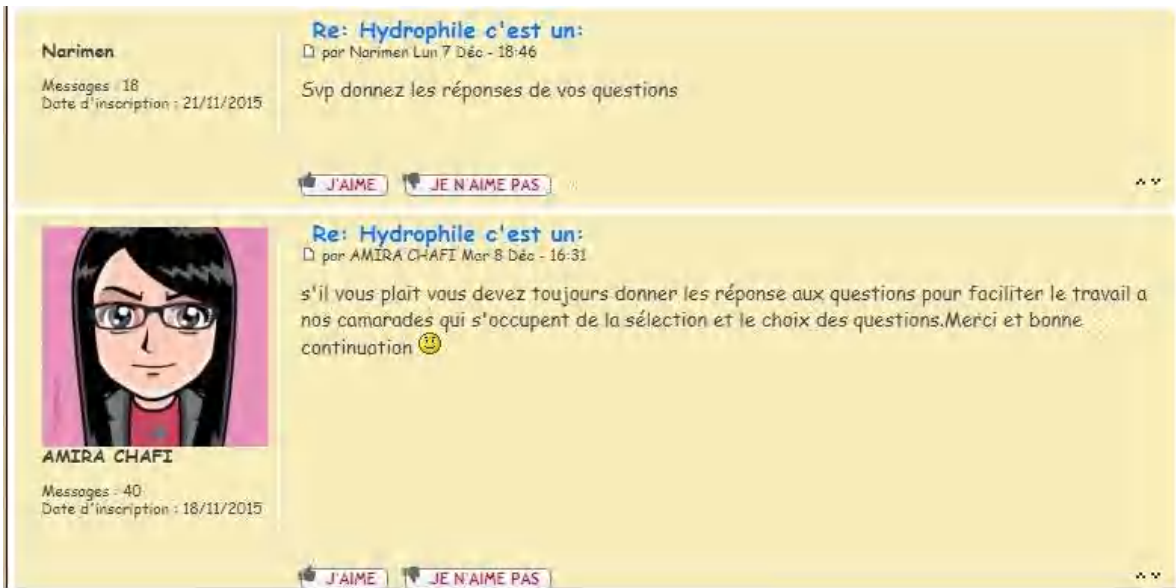 Re: Hydrophile c'est un:
Narimen
par Narimen Lun 7 Déc - 18:46
Messages : 18
Date d'inscription : 21/11/2015
Svp donnez les réponses de vos questions
J'AIME JE N'AIME PAS
Re: Hydrophile c'est un:
par AMIRA CHAFI Mar 8 Déc - 16:31
s'il vous plait vous devez toujours donner les réponse aux questions pour faciliter le travail a
nos camarades qui s'occupent de la sélection et le choix des questions.Merci et bonne
continuation
AMIRA CHAFI
Messages : 40
Date d'inscription : 18/11/2015
J'AIME JE N'AIME PAS